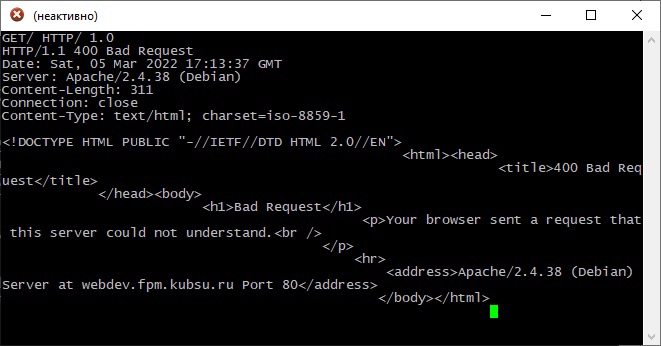 (неактивно)
GET/ HTTP/ 1.0
HTTP/1.1 400 Bad Request
Date: Sat, 05 Mar 2022 17:13:37 GMT
Server: Apache/2.4.38 (Debian)
Content-Length: 311
Connection: close
Content-Type: text/html; charset=iso-8859-1
<!DOCTYPE HTML PUBLIC "-//IETF//DTD HTML 2.0//EN">
<html><head>
<title>400 Bad Req
uest</title>
</head><body>
<h1>Bad Request</h1>
<p>Your browser sent a request that
this server could not understand.<br />
</p>
<hr>
<address>Apache/2.4.38 (Debian)
Server at webdev.fpm.kubsu.ru Port 80</address>
</body></html>